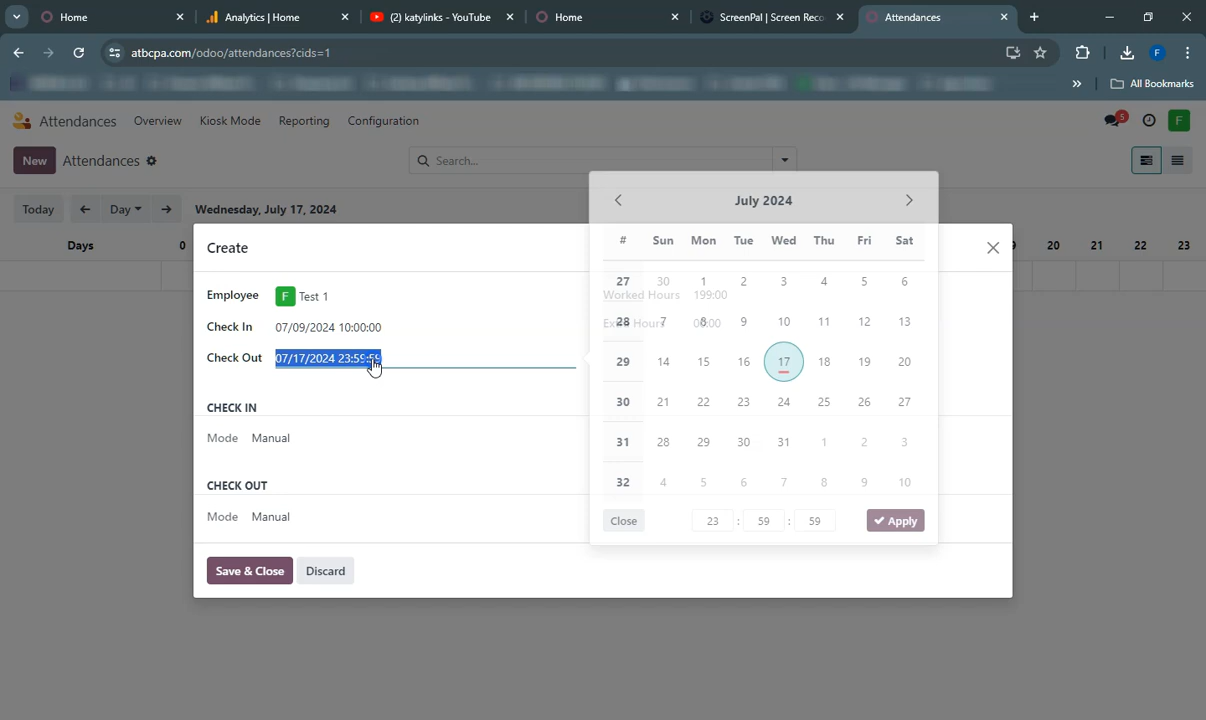 Home
Analytics | Home
(2) katylinks - YouTube
Home
ScreenPal | Screen Reco
Attendances
atbcpa.com/odoo/attendances?cids=1
F
All Bookmarks
Attendances Overview Kiosk Mode Reporting Configuration
5
F
New Attendances
Search...
Today Day Wednesday, July 17, 2024
July 2024
Days 0
20 21 22 23
Create
# Sun Mon Tue Wed Thu Fri Sat
Employee F Test 1
27 30 1 2 3 4 5 6
Worked Hours 199:00
Check In 07/09/2024 10:00:00
28 7 8 9 10 11 12 13
Extra Hours 00:00
Check Out 07/17/2024 23:59:59
29 14 15 16 17 18 19 20
30 21 22 23 24 25 26 27
CHECK IN
Mode Manual
31 28 29 30 31 1 2 3
CHECK OUT
32 4 5 6 7 8 9 10
Mode Manual
Close 23 : 59 : 59 Apply
Save & Close Discard